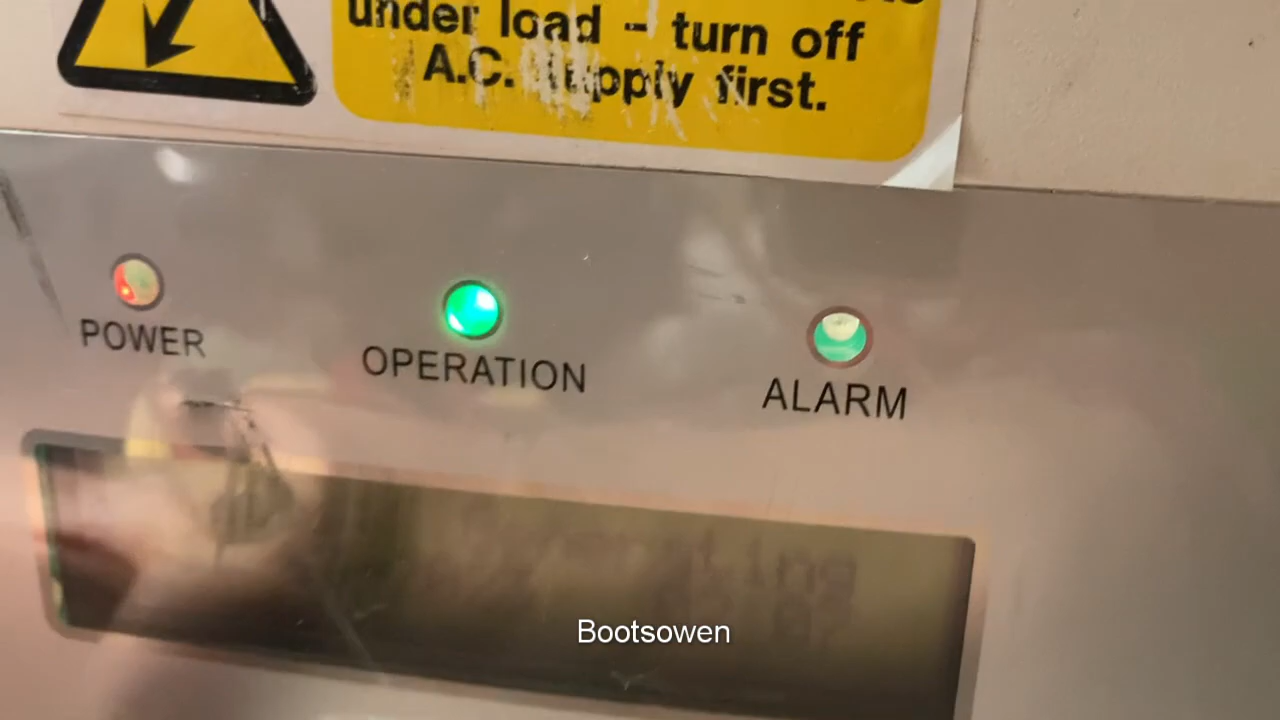 under load - turn off
A.C. supply first.
POWER
OPERATION
ALARM
Bootsowen